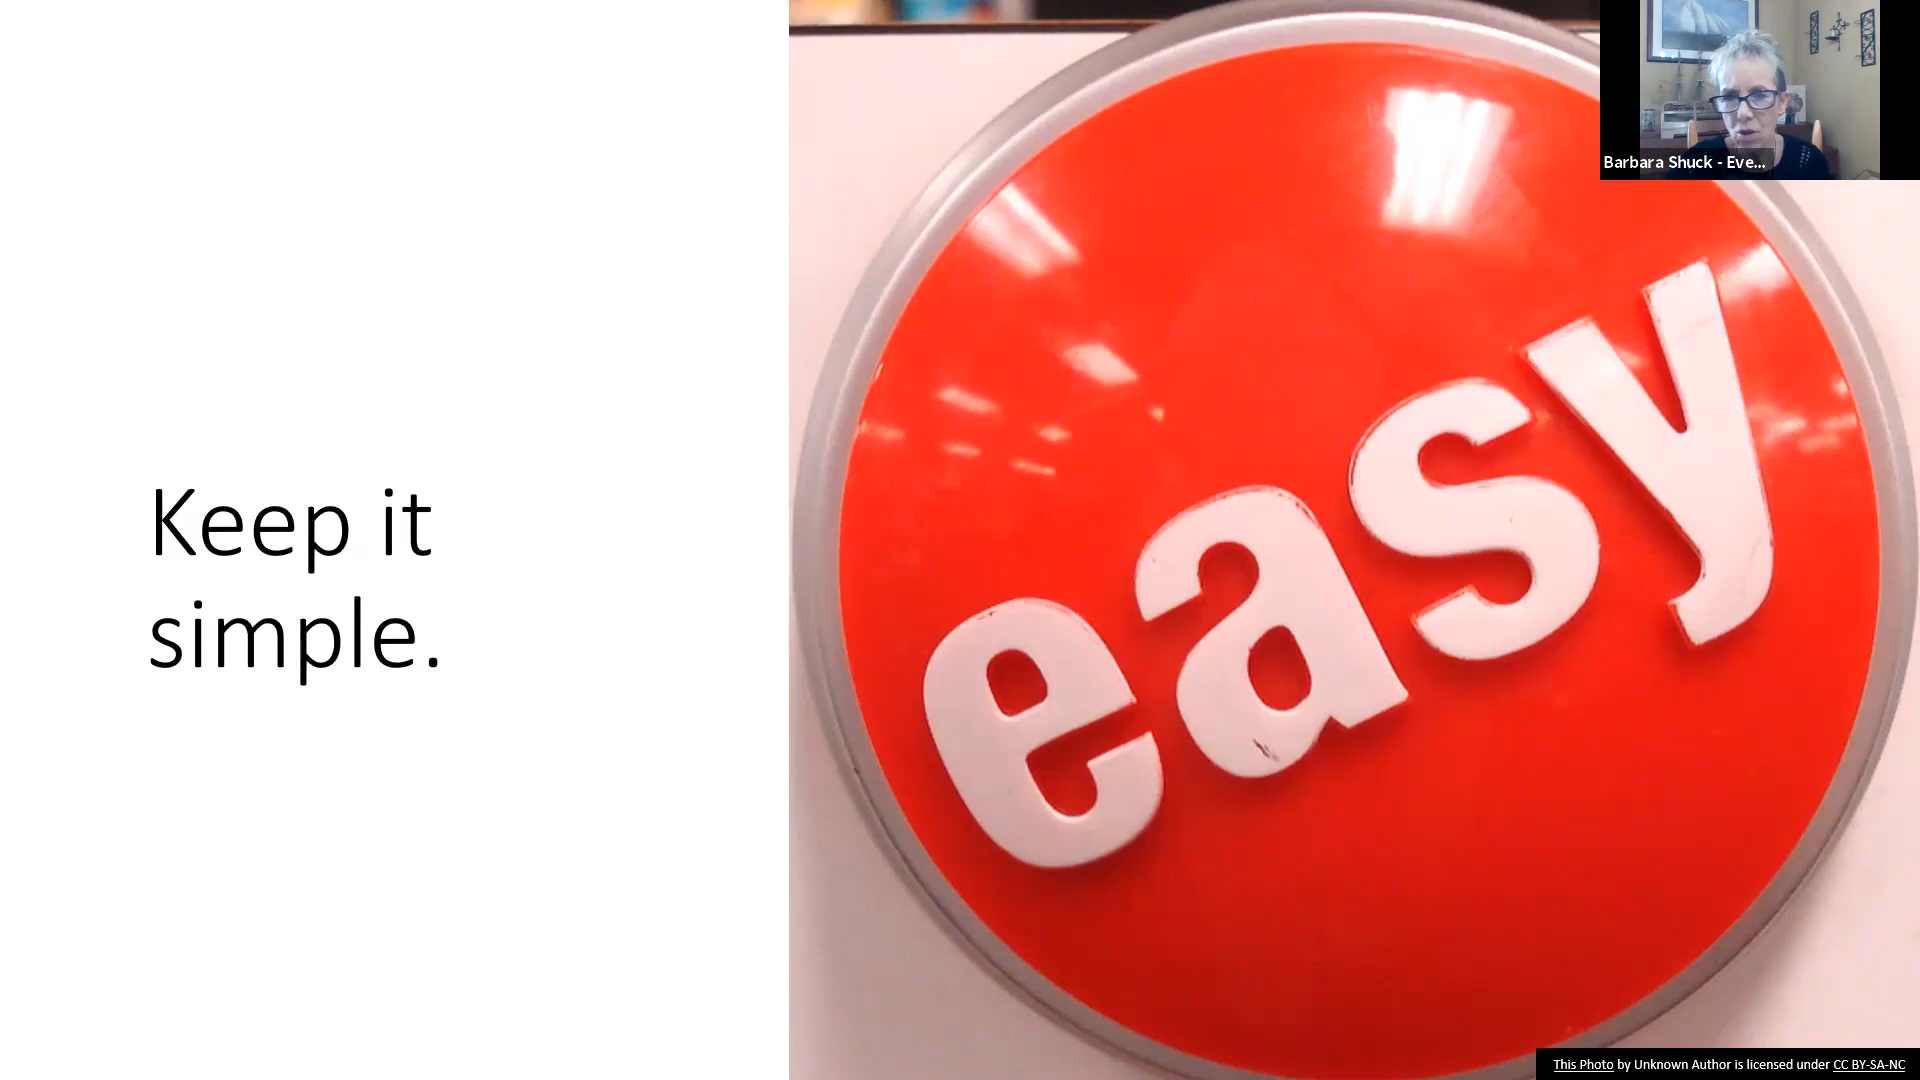 Keep it
simple.
easy
Barbara Shuck - Eve...
This Photo by Unknown Author is licensed under CC BY-SA-NC